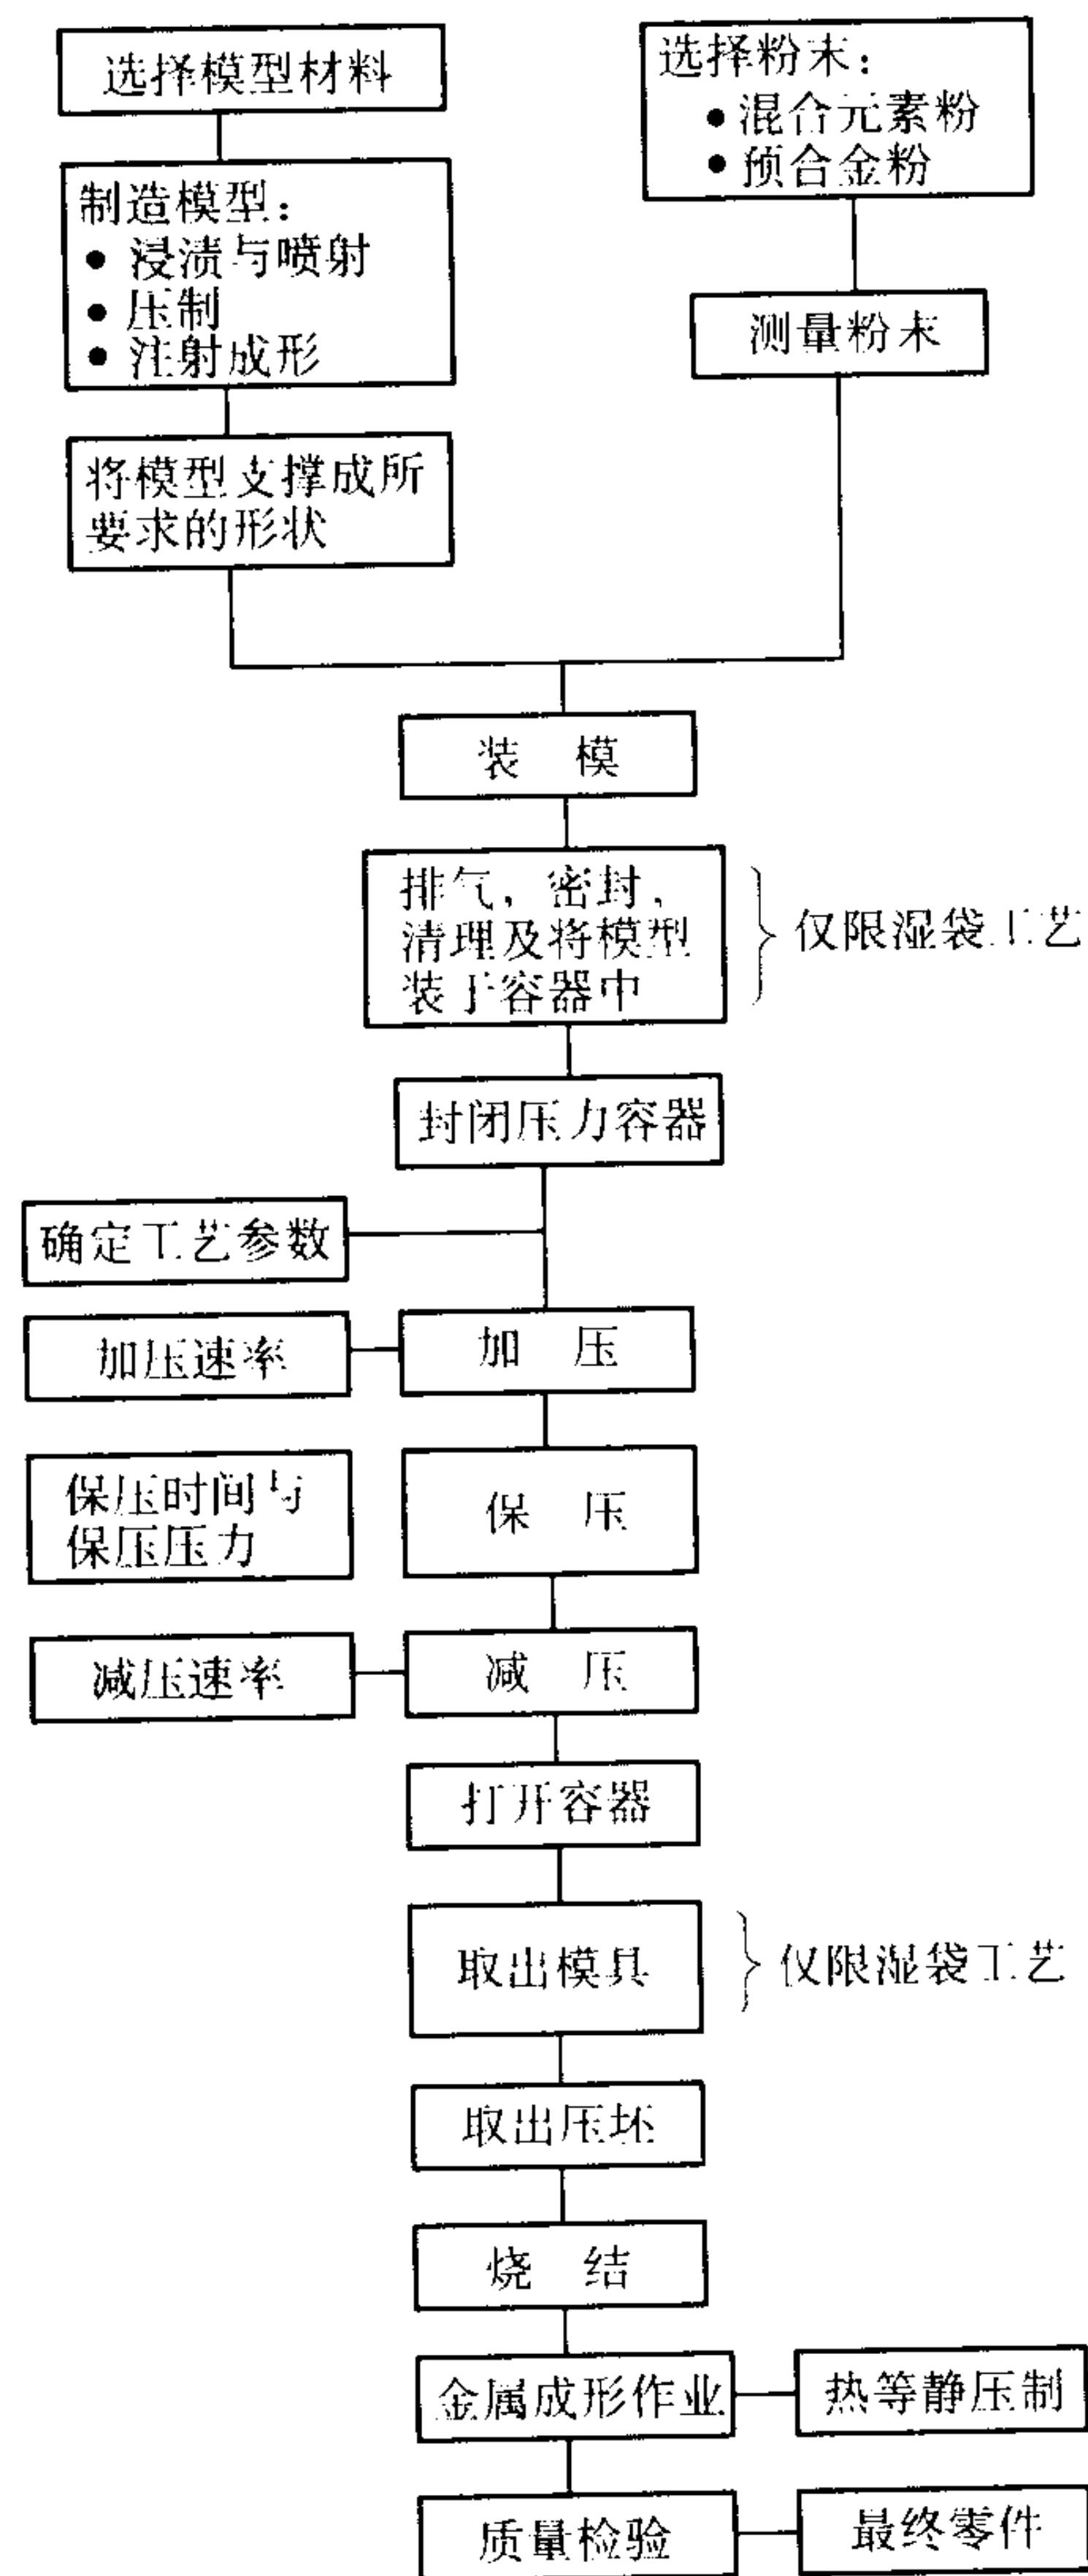 选择模型材料
制造模型：
● 浸渍与喷射
● 压制
● 注射成形
将模型支撑成所
要求的形状
选择粉末：
● 混合元素粉
● 预合金粉
测量粉末
装 模
排气，密封，
清理及将模型
装于容器中
仅限湿袋工艺
封闭压力容器
确定工艺参数
加压速率
加 压
保压时间与
保压压力
保 压
减压速率
减 压
打开容器
取出模具
仅限湿袋工艺
取出压坯
烧 结
金属成形作业
热等静压制
质量检验
最终零件